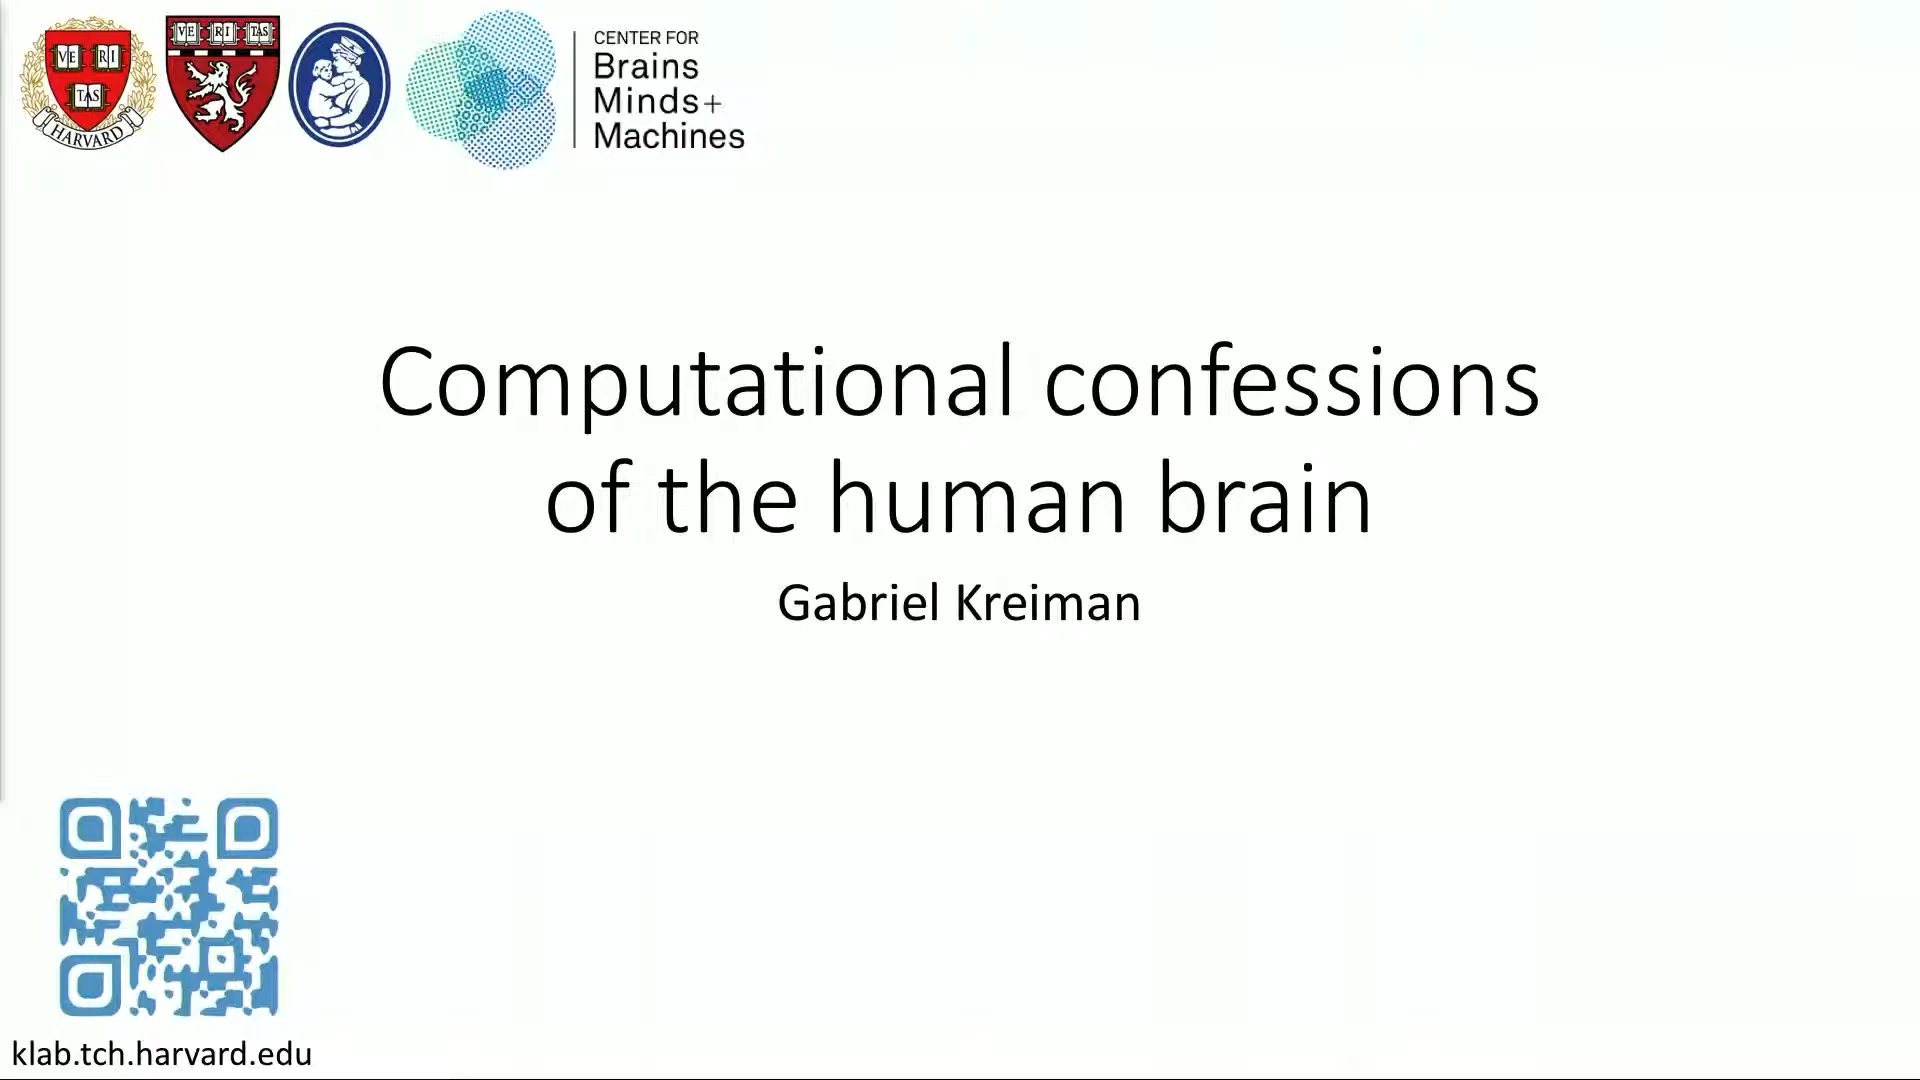 VE RI
TAS
HARVARD
VE RI TAS
CENTER FOR
Brains
Minds+
Machines
Computational confessions
of the human brain
Gabriel Kreiman
klab.tch.harvard.edu